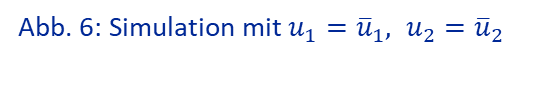 Abb. 6: Simulation mit u₁ = ū₁, u₂ = ū₂